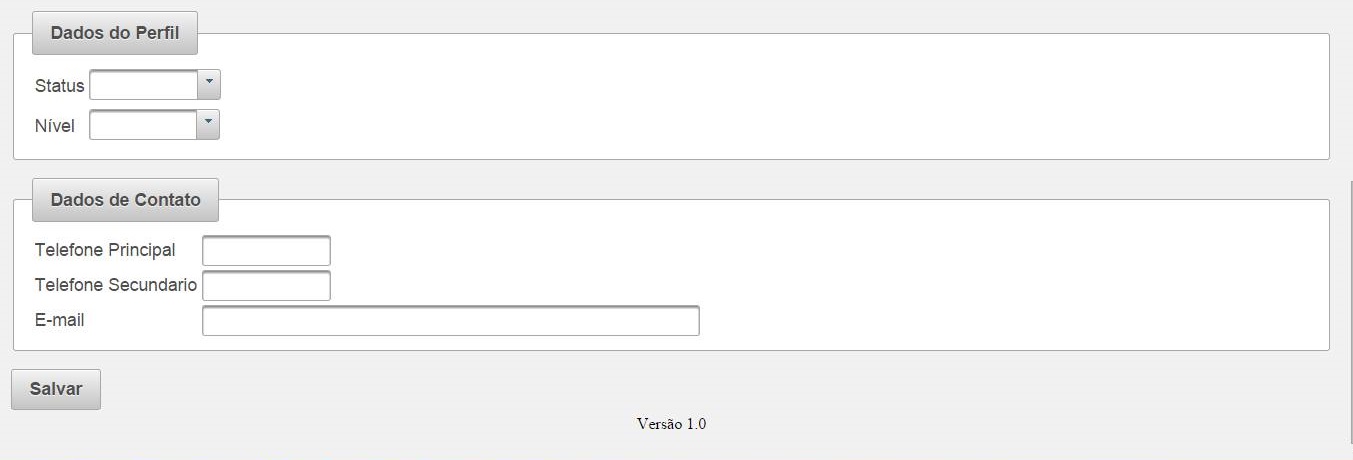 Dados do Perfil
Status
Nível
Dados de Contato
Telefone Principal
Telefone Secundario
E-mail
Salvar
Versão 1.0